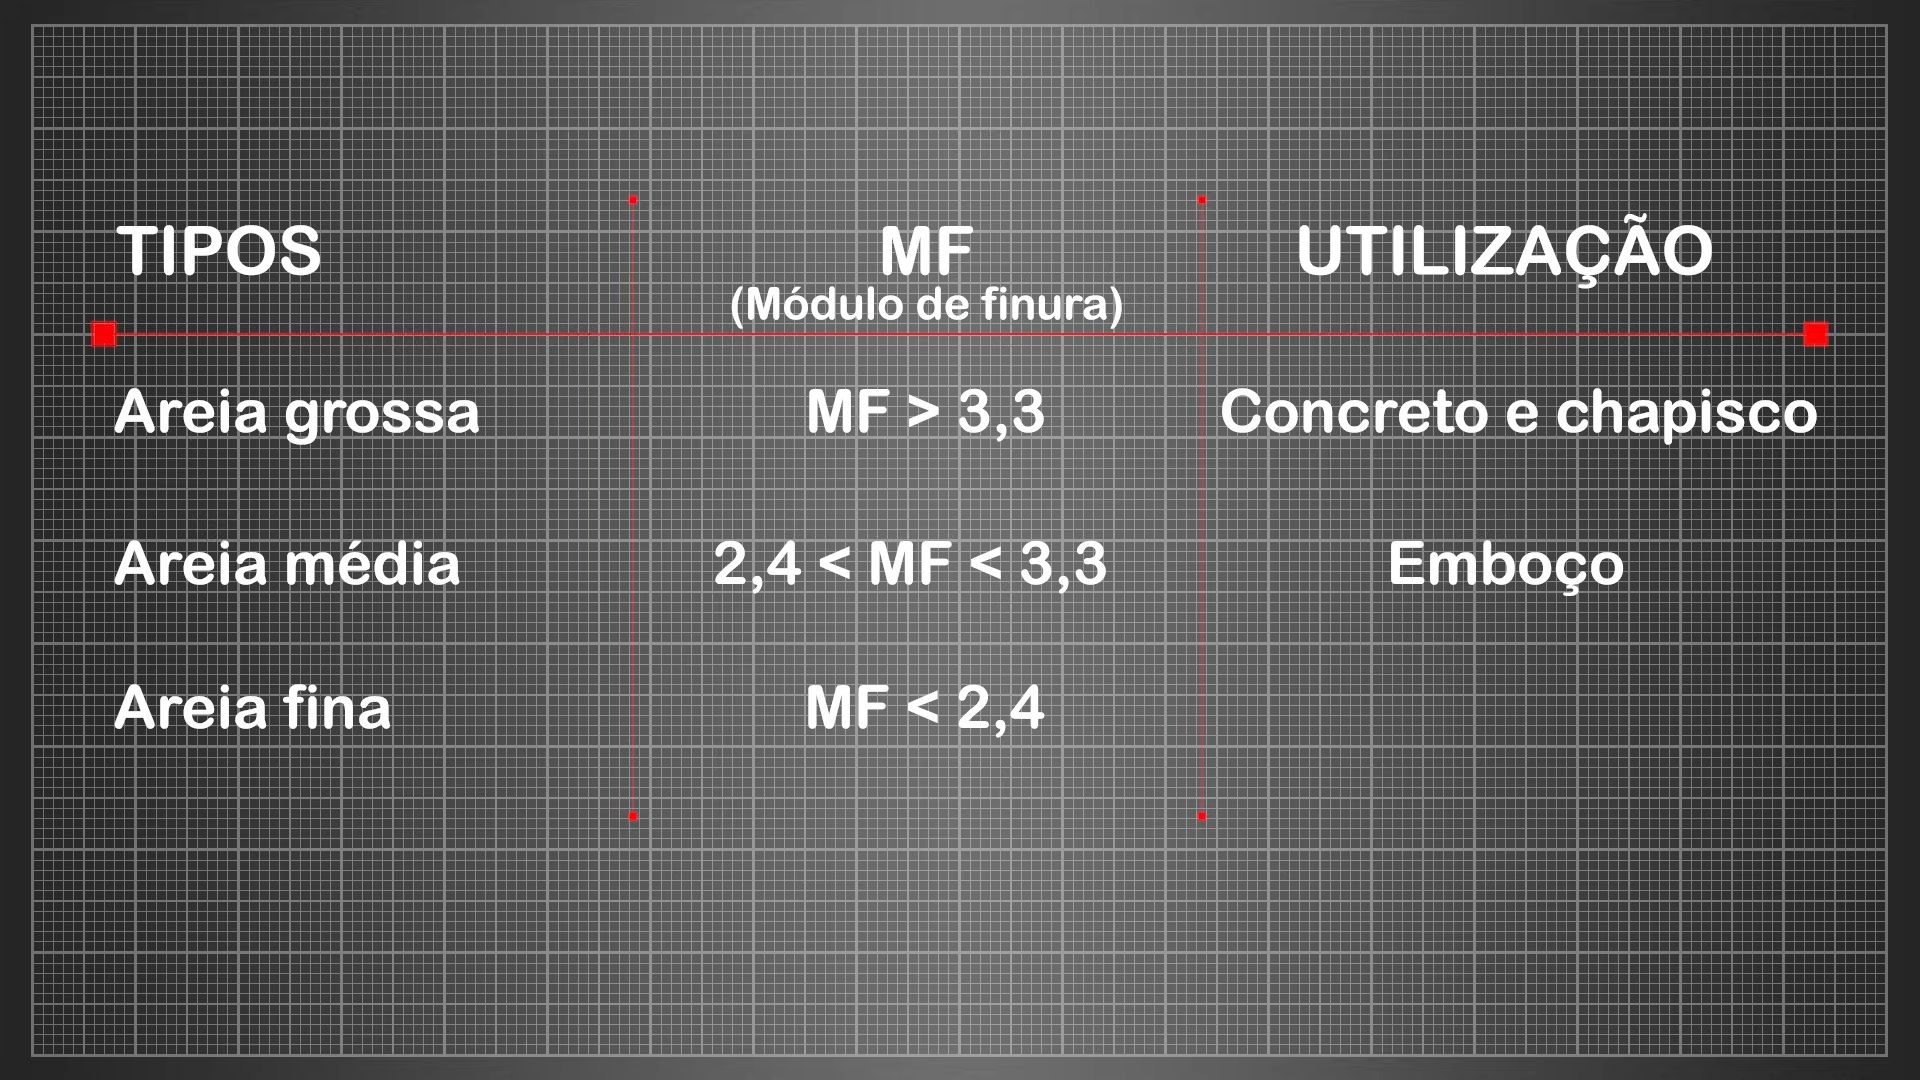 TIPOS MF UTILIZAÇÃO
(Módulo de finura)
Areia grossa MF > 3,3 Concreto e chapisco
Areia média 2,4 < MF < 3,3 Emboço
Areia fina MF < 2,4